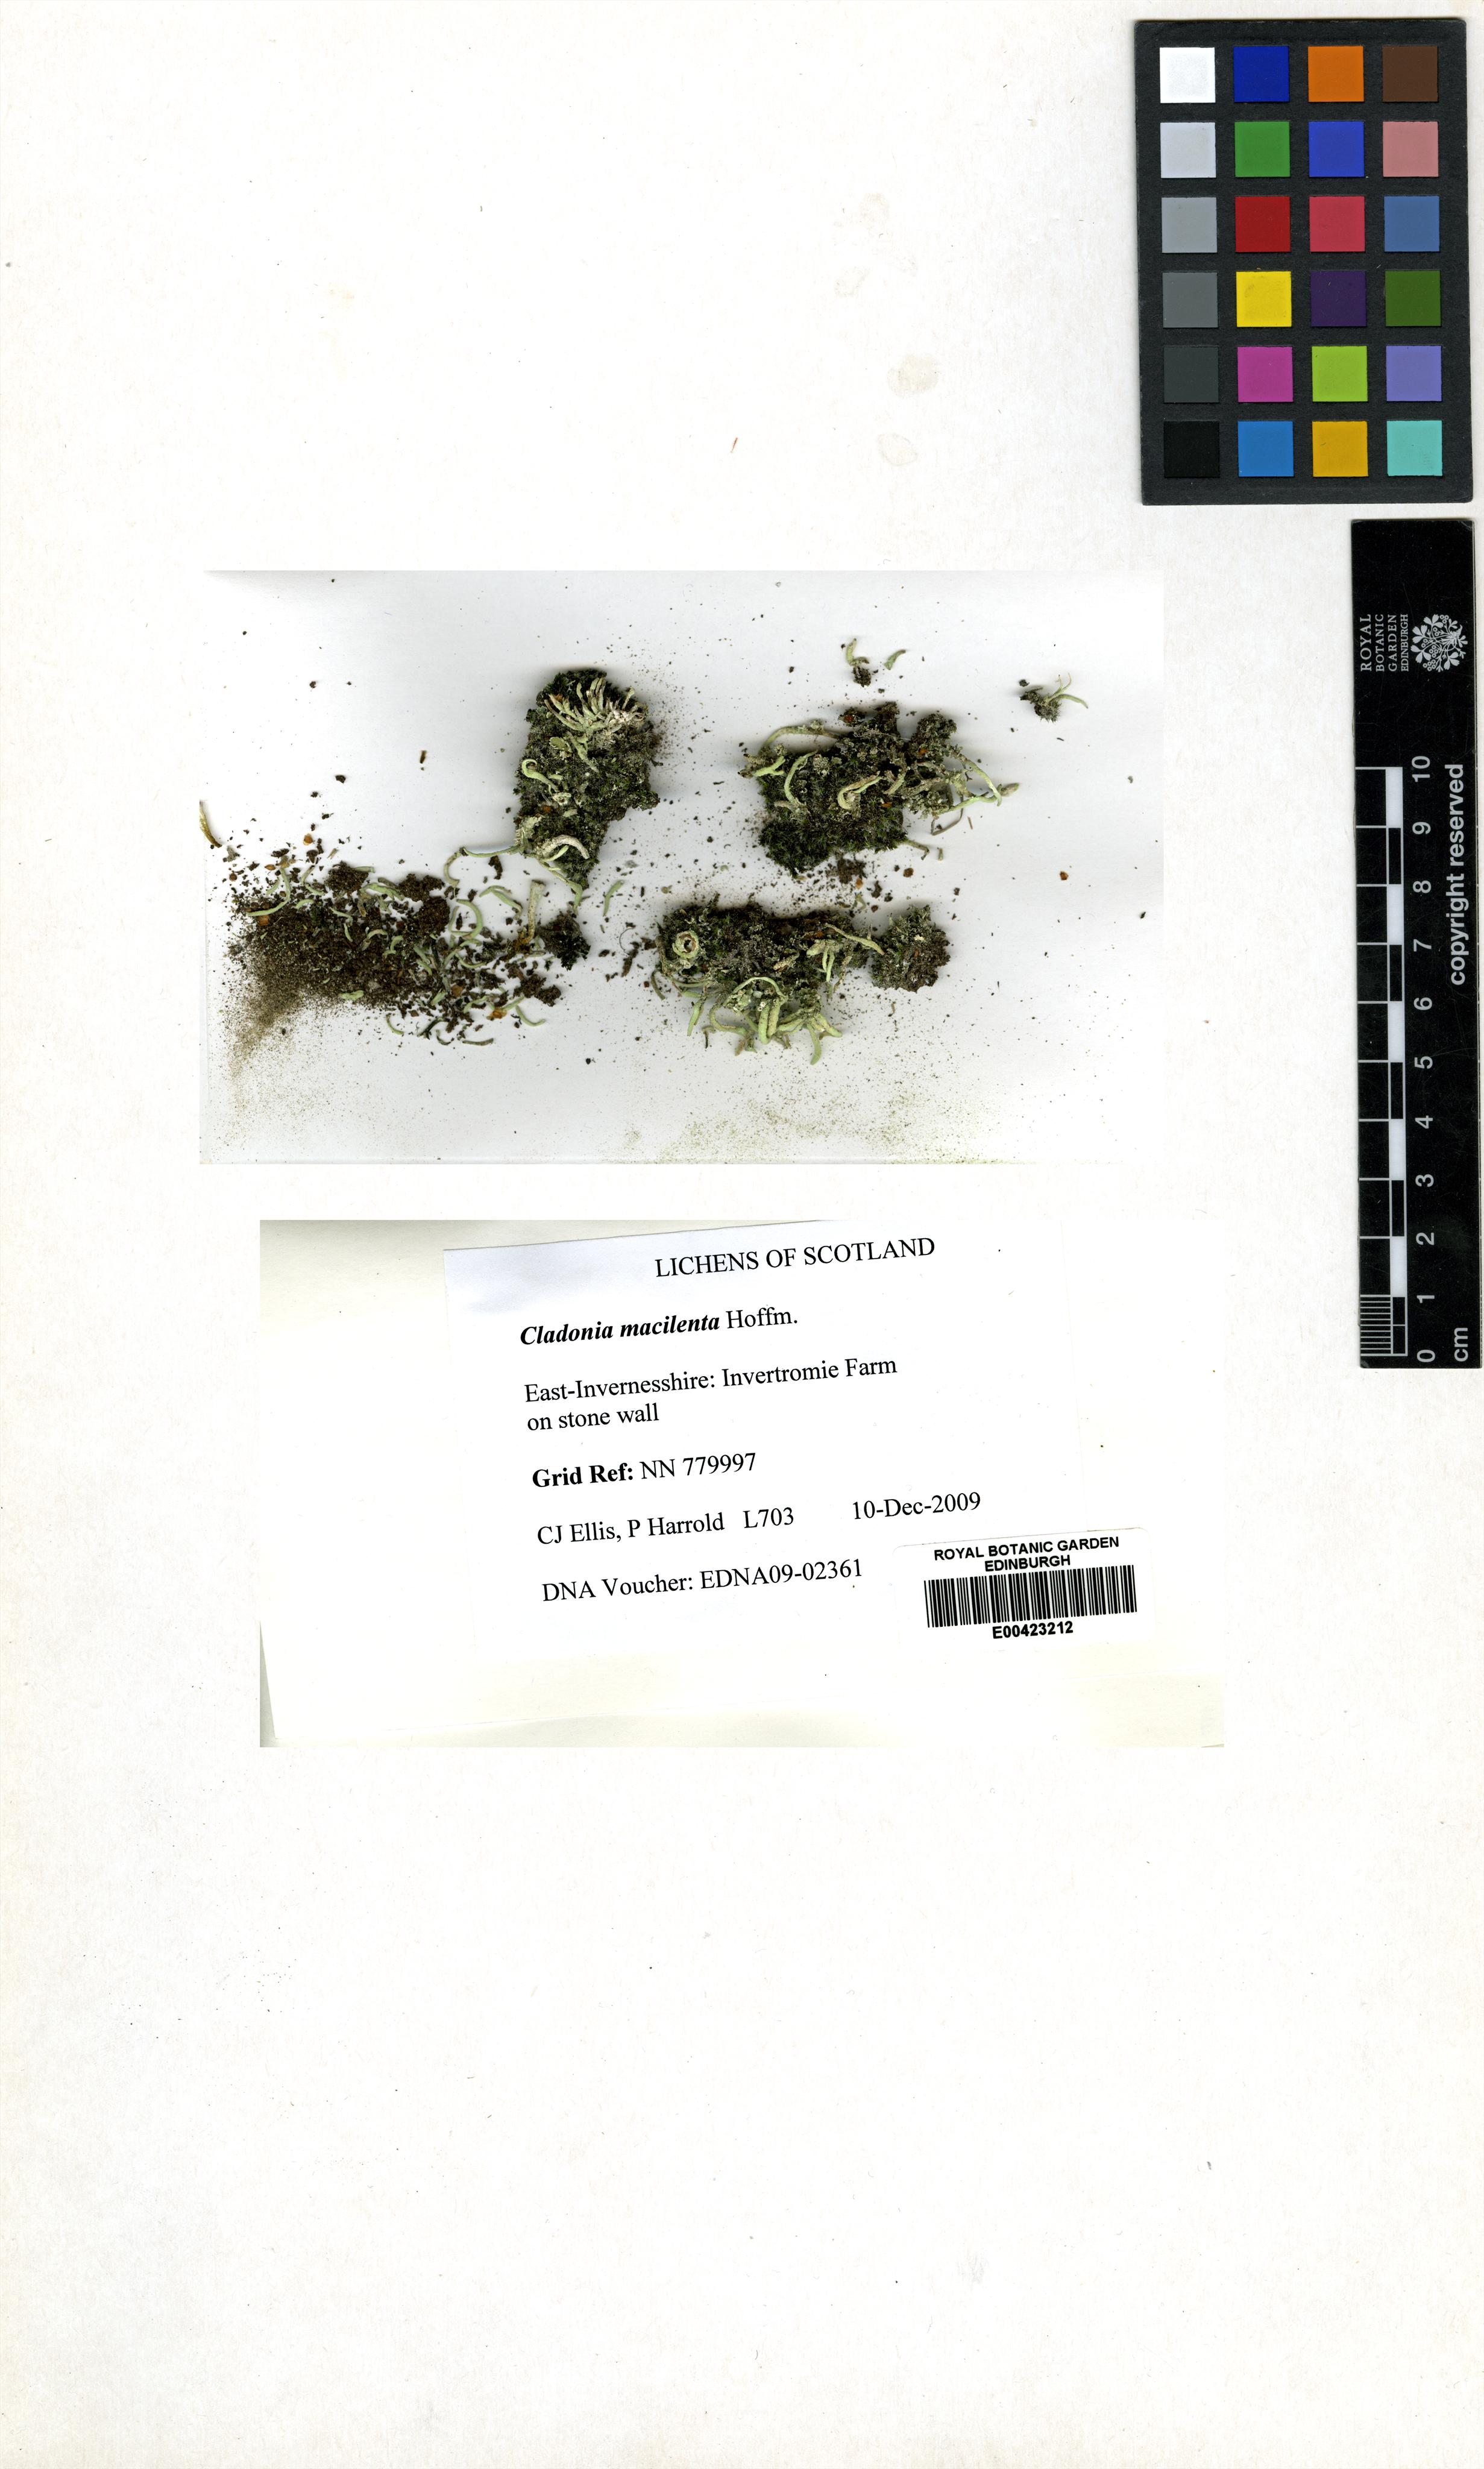 ROYAL
BOTANIC
GARDEN
EDINBURGH
10
9
8
7
6
5
4
3
2
1
0
cm
copyright reserved
LICHENS OF SCOTLAND
Cladonia macilenta Hoffm.
East-Invernesshire: Invertromie Farm
on stone wall
Grid Ref: NN 779997
CJ Ellis, P Harrold L703 10-Dec-2009
DNA Voucher: EDNA09-02361
ROYAL BOTANIC GARDEN
EDINBURGH
E00423212